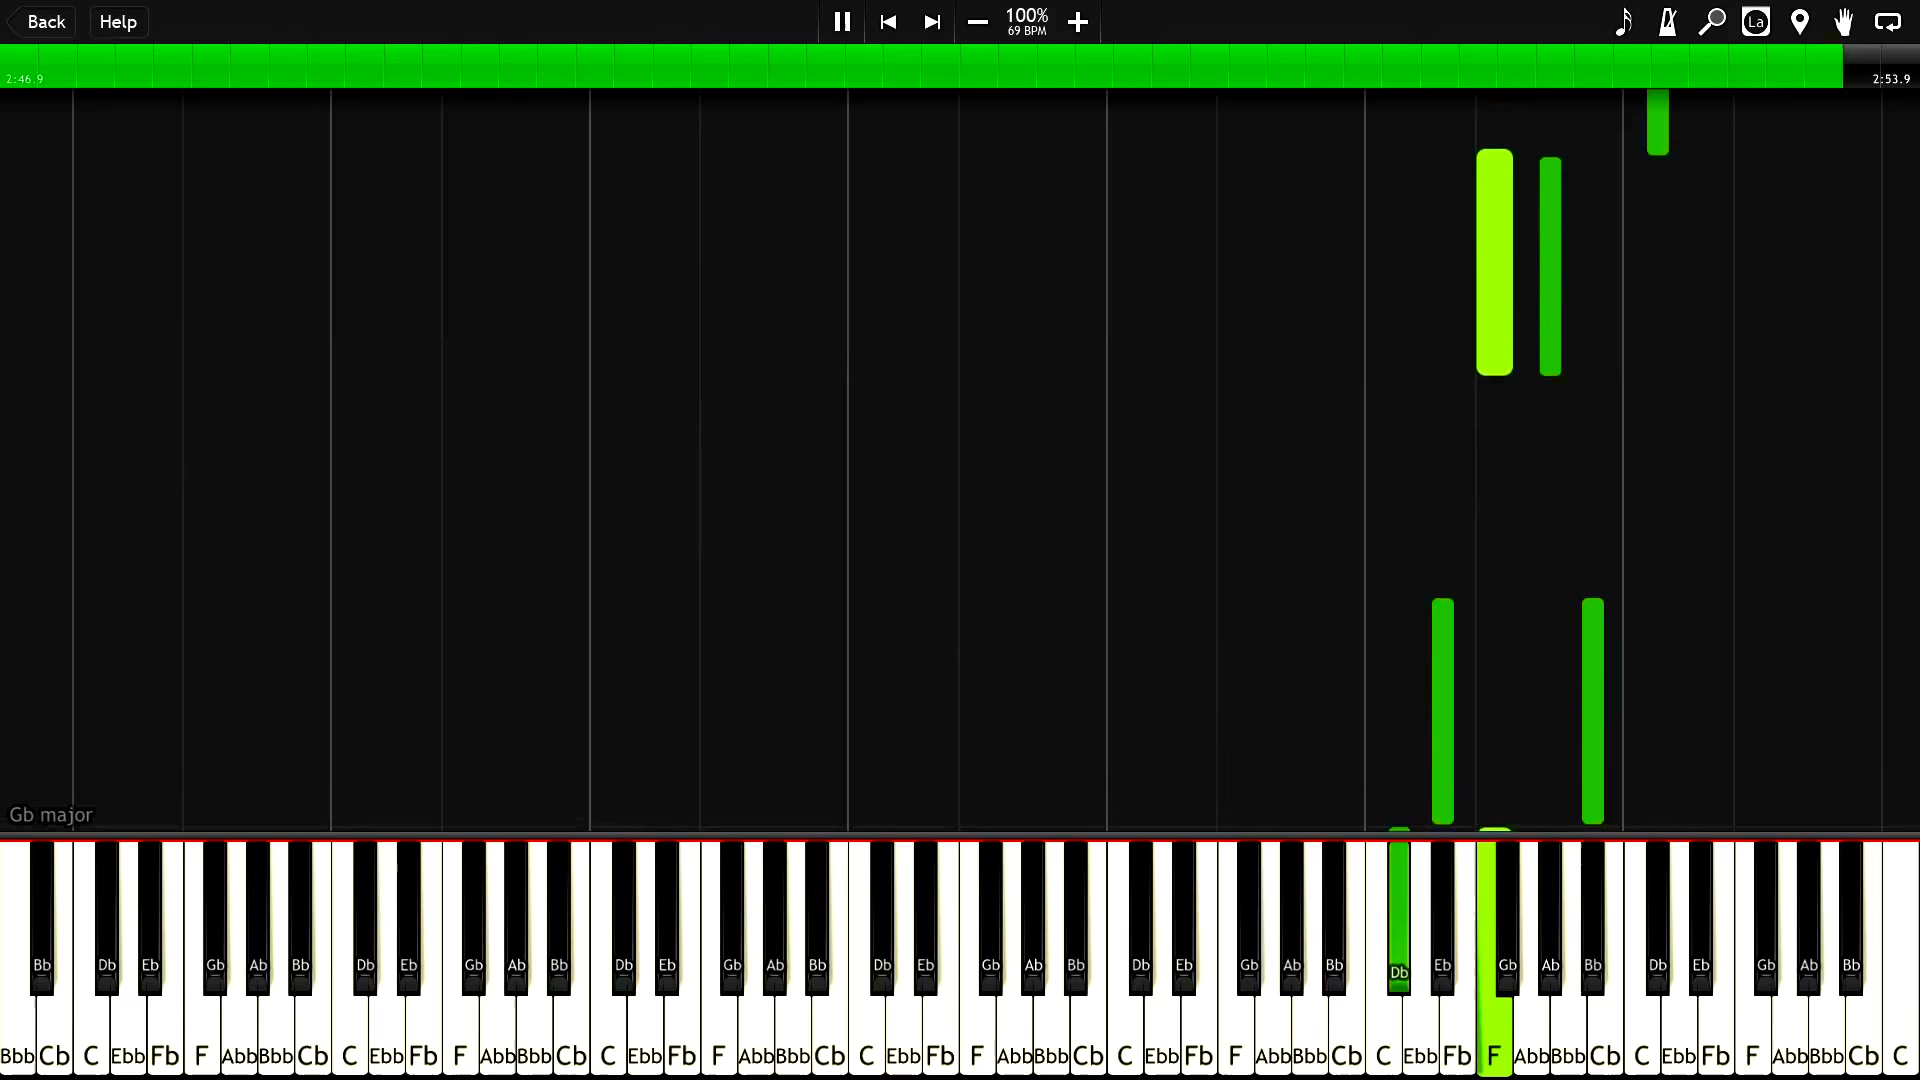 Back Help 100% La
69 BPM
2:46.9 2:53.9
Gb major
Bb Db Eb Gb Ab Bb Db Eb Gb Ab Bb Db Eb Gb Ab Bb Db Eb Gb Ab Bb Db Eb Gb Ab Bb Db Eb Gb Ab Bb Db Eb Gb Ab Bb
Bbb Cb C Ebb Fb F Abb Bbb Cb C Ebb Fb F Abb Bbb Cb C Ebb Fb F Abb Bbb Cb C Ebb Fb F Abb Bbb Cb C Ebb Fb F Abb Bbb Cb C Ebb Fb F Abb Bbb Cb C Ebb Fb F Abb Bbb Cb C